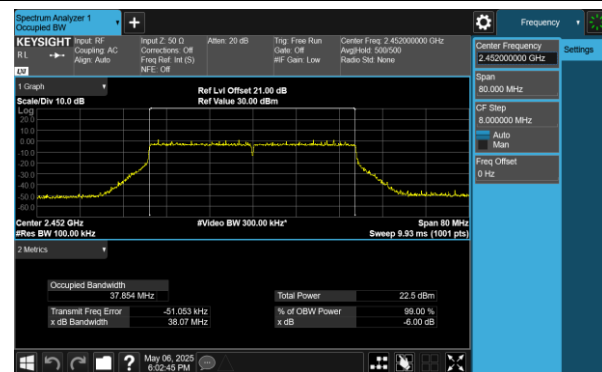 Spectrum Analyzer 1
Occupied BW
Frequency
KEYSIGHT
R L
LXI
Input: RF
Coupling: AC
Align: Auto
Input Z: 50 Ω
Corrections: Off
Freq Ref: Int (S)
NFE: Off
Atten: 20 dB
Trig: Free Run
Gate: Off
#IF Gain: Low
Center Freq: 2.452000000 GHz
Avg|Hold: 500/500
Radio Std: None
Center Frequency
2.452000000 GHz
Settings
Span
80.000 MHz
CF Step
8.000000 MHz
Auto
Man
Freq Offset
0 Hz
1 Graph
Scale/Div 10.0 dB
Ref Lvl Offset 21.00 dB
Ref Value 30.00 dBm
Log
20.0
10.0
0.00
-10.0
-20.0
-30.0
-40.0
-50.0
-60.0
Center 2.452 GHz
#Video BW 300.00 kHz*
Span 80 MHz
#Res BW 100.00 kHz
Sweep 9.93 ms (1001 pts)
2 Metrics
Occupied Bandwidth
37.854 MHz
Total Power 22.5 dBm
Transmit Freq Error -51.053 kHz
% of OBW Power 99.00 %
x dB Bandwidth 38.07 MHz
x dB -6.00 dB
?
May 06, 2025
6:02:45 PM